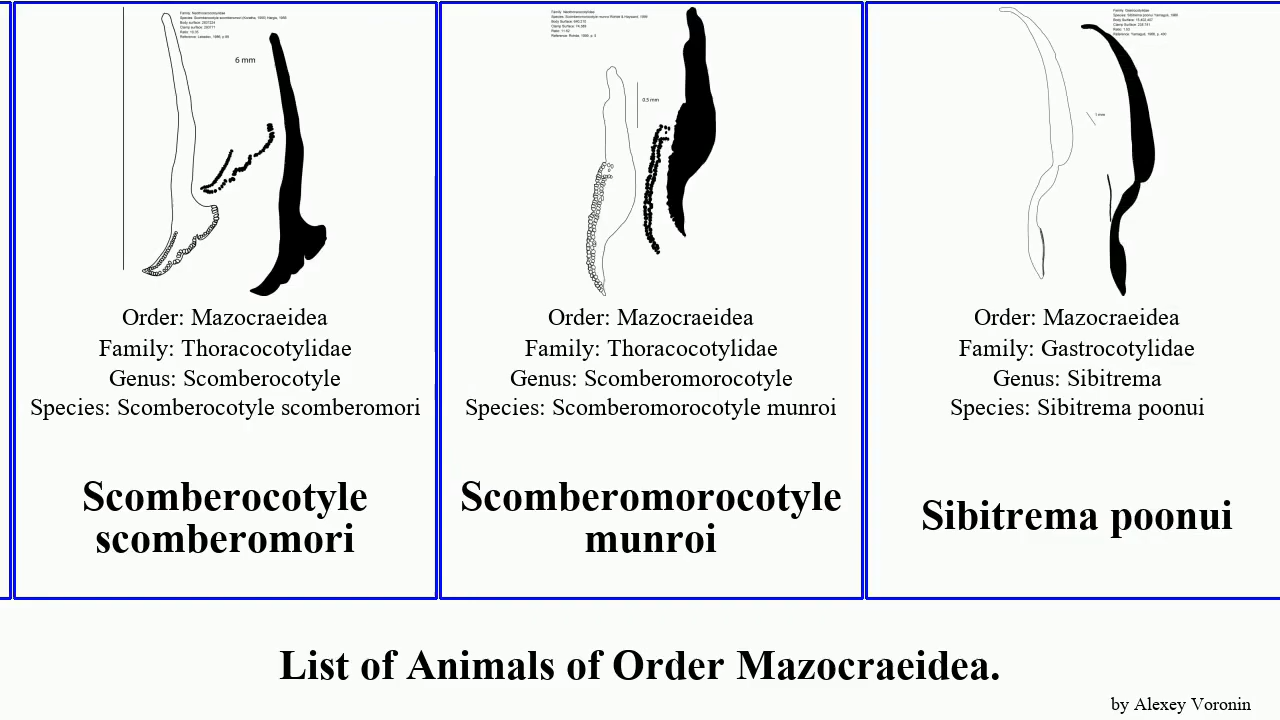 6 mm
0.5 mm
1 mm
Order: Mazocraeidea
Family: Thoracocotylidae
Genus: Scomberocotyle
Species: Scomberocotyle scomberomori
Scomberocotyle
scomberomori
Order: Mazocraeidea
Family: Thoracocotylidae
Genus: Scomberomorocotyle
Species: Scomberomorocotyle munroi
Scomberomorocotyle
munroi
Order: Mazocraeidea
Family: Gastrocotylidae
Genus: Sibitrema
Species: Sibitrema poonui
Sibitrema poonui
List of Animals of Order Mazocraeidea.
by Alexey Voronin